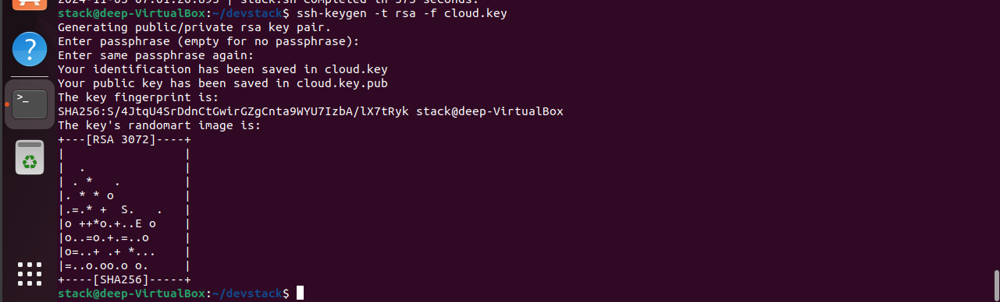 2024-11-03 07:01:20.893 | stack.sh completed in 573 seconds.
stack@deep-VirtualBox:~/devstack$ ssh-keygen -t rsa -f cloud.key
Generating public/private rsa key pair.
Enter passphrase (empty for no passphrase):
Enter same passphrase again:
Your identification has been saved in cloud.key
Your public key has been saved in cloud.key.pub
The key fingerprint is:
SHA256:S/4JtqU4SrDdnCtGwirGZgCnta9WYU7IzbA/lX7tRyk stack@deep-VirtualBox
The key's randomart image is:
+---[RSA 3072]----+
|                 |
|  .              |
| . *   .         |
|. * * o          |
|.=.* +  S.   .   |
|o ++*o.+..E o    |
|o..=o.+.=..o     |
|o=..+ .+ *...    |
|=..o.oo.o o.     |
+----[SHA256]-----+
stack@deep-VirtualBox:~/devstack$